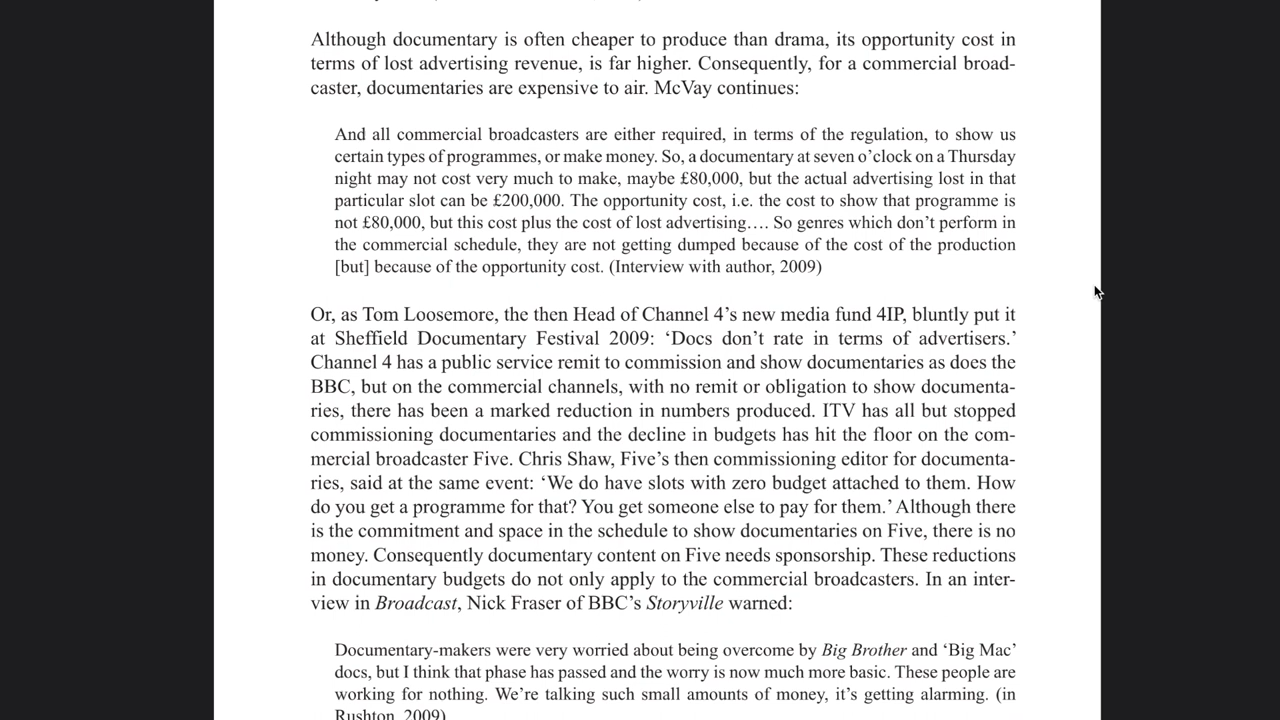 Although documentary is often cheaper to produce than drama, its opportunity cost in
terms of lost advertising revenue, is far higher. Consequently, for a commercial broad-
caster, documentaries are expensive to air. McVay continues:
And all commercial broadcasters are either required, in terms of the regulation, to show us
certain types of programmes, or make money. So, a documentary at seven o’clock on a Thursday
night may not cost very much to make, maybe £80,000, but the actual advertising lost in that
particular slot can be £200,000. The opportunity cost, i.e. the cost to show that programme is
not £80,000, but this cost plus the cost of lost advertising…. So genres which don’t perform in
the commercial schedule, they are not getting dumped because of the cost of the production
[but] because of the opportunity cost. (Interview with author, 2009)
Or, as Tom Loosemore, the then Head of Channel 4’s new media fund 4IP, bluntly put it
at Sheffield Documentary Festival 2009: ‘Docs don’t rate in terms of advertisers.’
Channel 4 has a public service remit to commission and show documentaries as does the
BBC, but on the commercial channels, with no remit or obligation to show documenta-
ries, there has been a marked reduction in numbers produced. ITV has all but stopped
commissioning documentaries and the decline in budgets has hit the floor on the com-
mercial broadcaster Five. Chris Shaw, Five’s then commissioning editor for documenta-
ries, said at the same event: ‘We do have slots with zero budget attached to them. How
do you get a programme for that? You get someone else to pay for them.’ Although there
is the commitment and space in the schedule to show documentaries on Five, there is no
money. Consequently documentary content on Five needs sponsorship. These reductions
in documentary budgets do not only apply to the commercial broadcasters. In an inter-
view in Broadcast, Nick Fraser of BBC’s Storyville warned:
Documentary-makers were very worried about being overcome by Big Brother and ‘Big Mac’
docs, but I think that phase has passed and the worry is now much more basic. These people are
working for nothing. We’re talking such small amounts of money, it’s getting alarming. (in
Rushton, 2009)